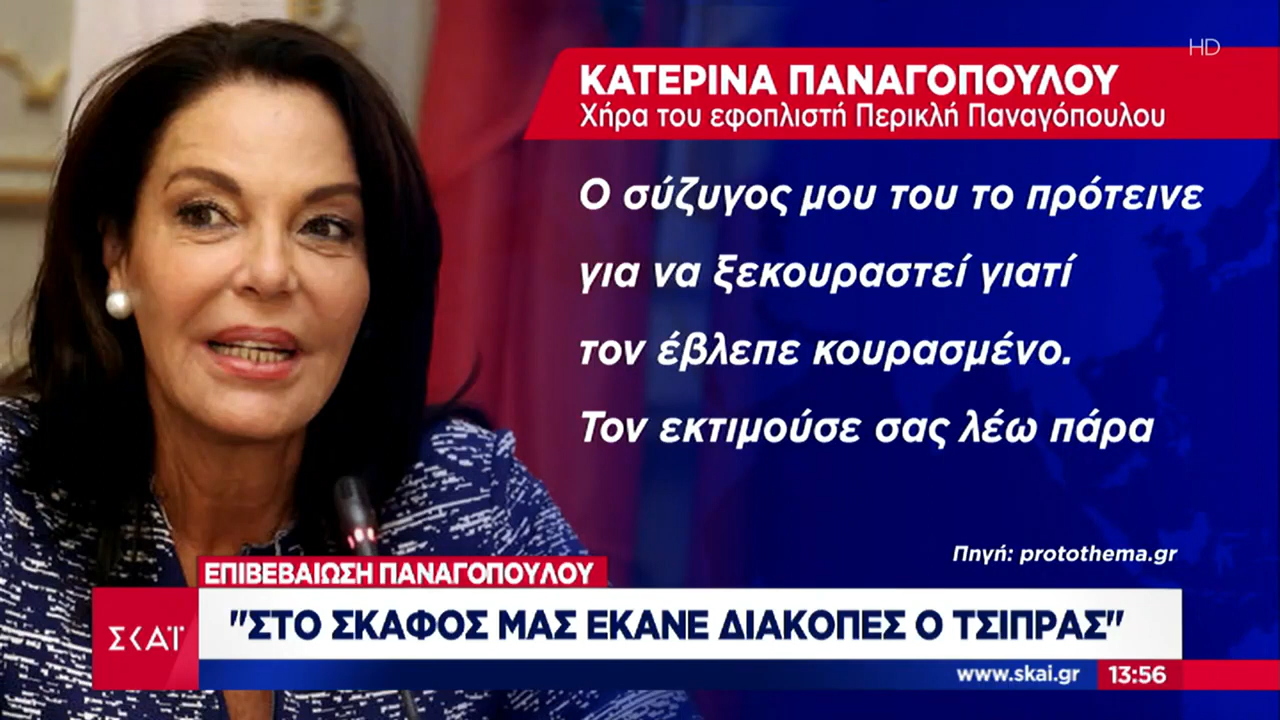 HD
ΚΑΤΕΡΙΝΑ ΠΑΝΑΓΟΠΟΥΛΟΥ
Χήρα του εφοπλιστή Περικλή Παναγόπουλου
Ο σύζυγος μου του το πρότεινε
για να ξεκουραστεί γιατί
τον έβλεπε κουρασμένο.
Τον εκτιμούσε σας λέω πάρα
Πηγή: protothema.gr
ΕΠΙΒΕΒΑΙΩΣΗ ΠΑΝΑΓΟΠΟΥΛΟΥ
ΣΚΑΪ
"ΣΤΟ ΣΚΑΦΟΣ ΜΑΣ ΕΚΑΝΕ ΔΙΑΚΟΠΕΣ Ο ΤΣΙΠΡΑΣ"
www.skai.gr
13:56